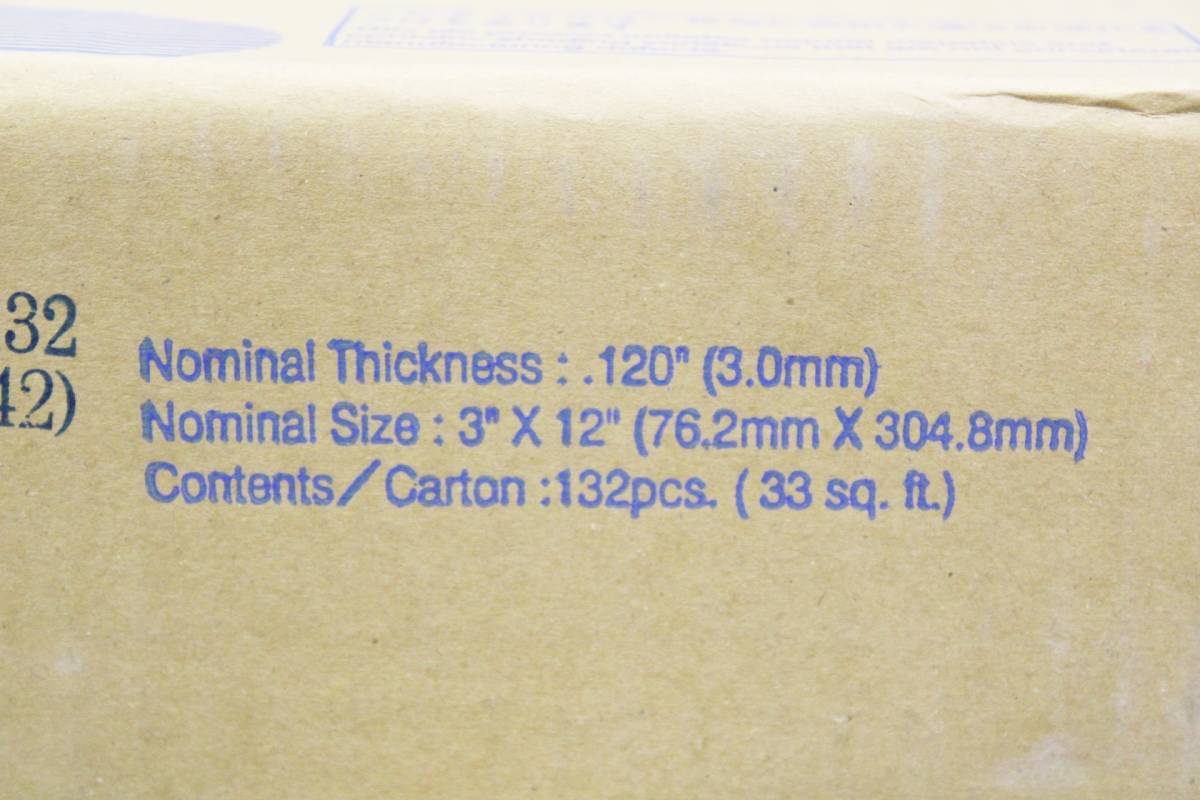 32
42)
Nominal Thickness : .120" (3.0mm)
Nominal Size : 3" X 12" (76.2mm X 304.8mm)
Contents/Carton :132pcs. ( 33 sq. ft.)